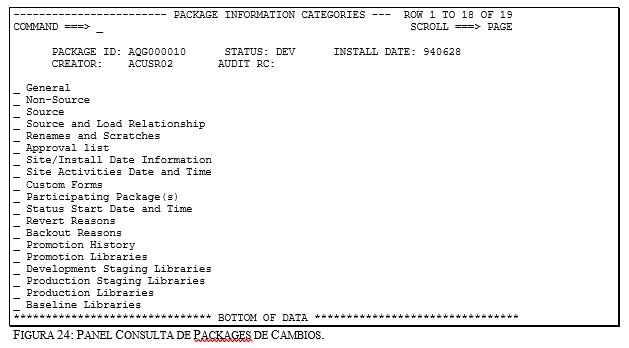 ------------------------ PACKAGE INFORMATION CATEGORIES --- ROW 1 TO 18 OF 19
COMMAND ===> _ SCROLL ===> PAGE
PACKAGE ID: AQG000010 STATUS: DEV INSTALL DATE: 940628
CREATOR: ACUSR02 AUDIT RC:
_ General
_ Non-Source
_ Source
_ Source and Load Relationship
_ Renames and Scratches
_ Approval list
_ Site/Install Date Information
_ Site Activities Date and Time
_ Custom Forms
_ Participating Package(s)
_ Status Start Date and Time
_ Revert Reasons
_ Backout Reasons
_ Promotion History
_ Promotion Libraries
_ Development Staging Libraries
_ Production Staging Libraries
_ Production Libraries
_ Baseline Libraries
******************************* BOTTOM OF DATA ********************************
FIGURA 24: PANEL CONSULTA DE PACKAGES DE CAMBIOS.